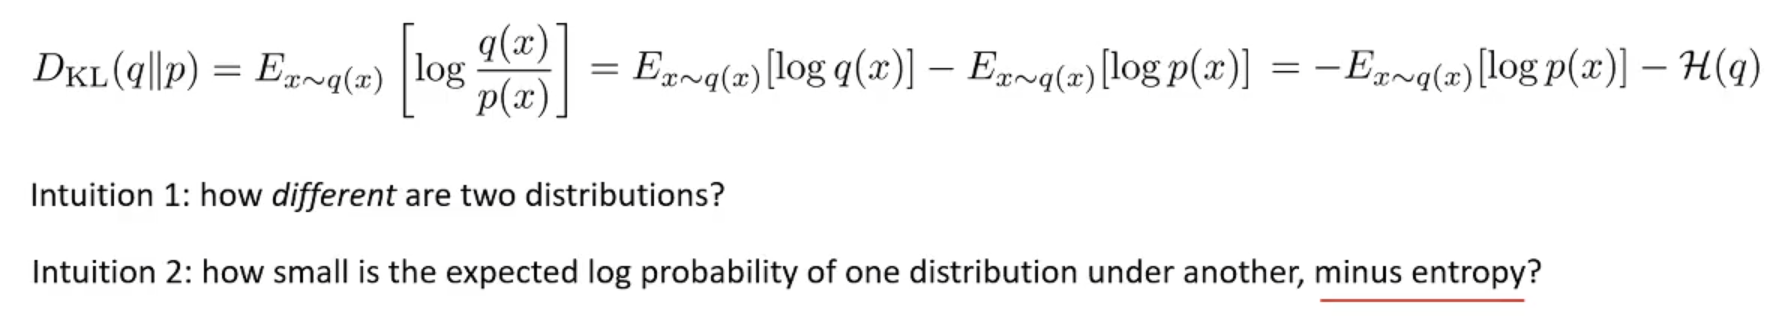 D_KL(q‖p) = E_{x∼q(x)} [log q(x)/p(x)] = E_{x∼q(x)}[log q(x)] − E_{x∼q(x)}[log p(x)] = −E_{x∼q(x)}[log p(x)] − ℋ(q)
Intuition 1: how different are two distributions?
Intuition 2: how small is the expected log probability of one distribution under another, minus entropy?